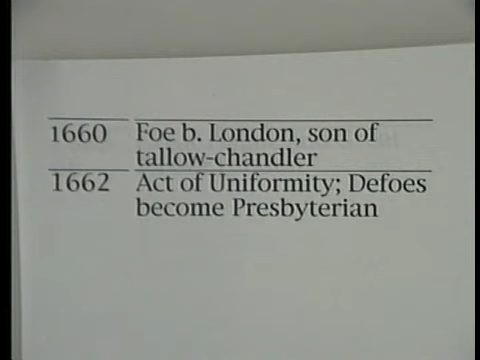 1660 Foe b. London, son of
tallow-chandler
1662 Act of Uniformity; Defoes
become Presbyterian